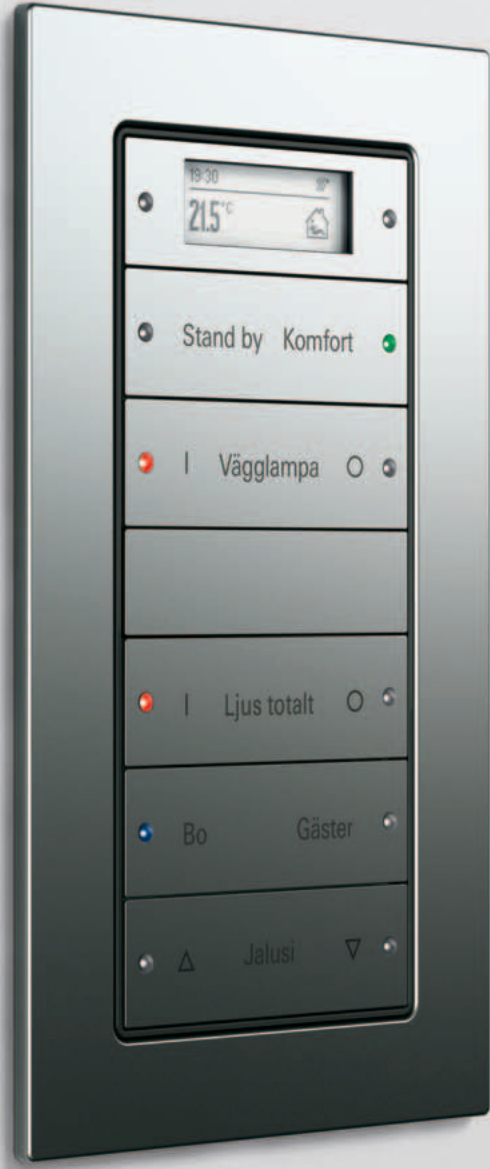 19:30
21.5 °C
Stand by Komfort
I Vägglampa O
I Ljus totalt O
Bo Gäster
△ Jalusi ▽